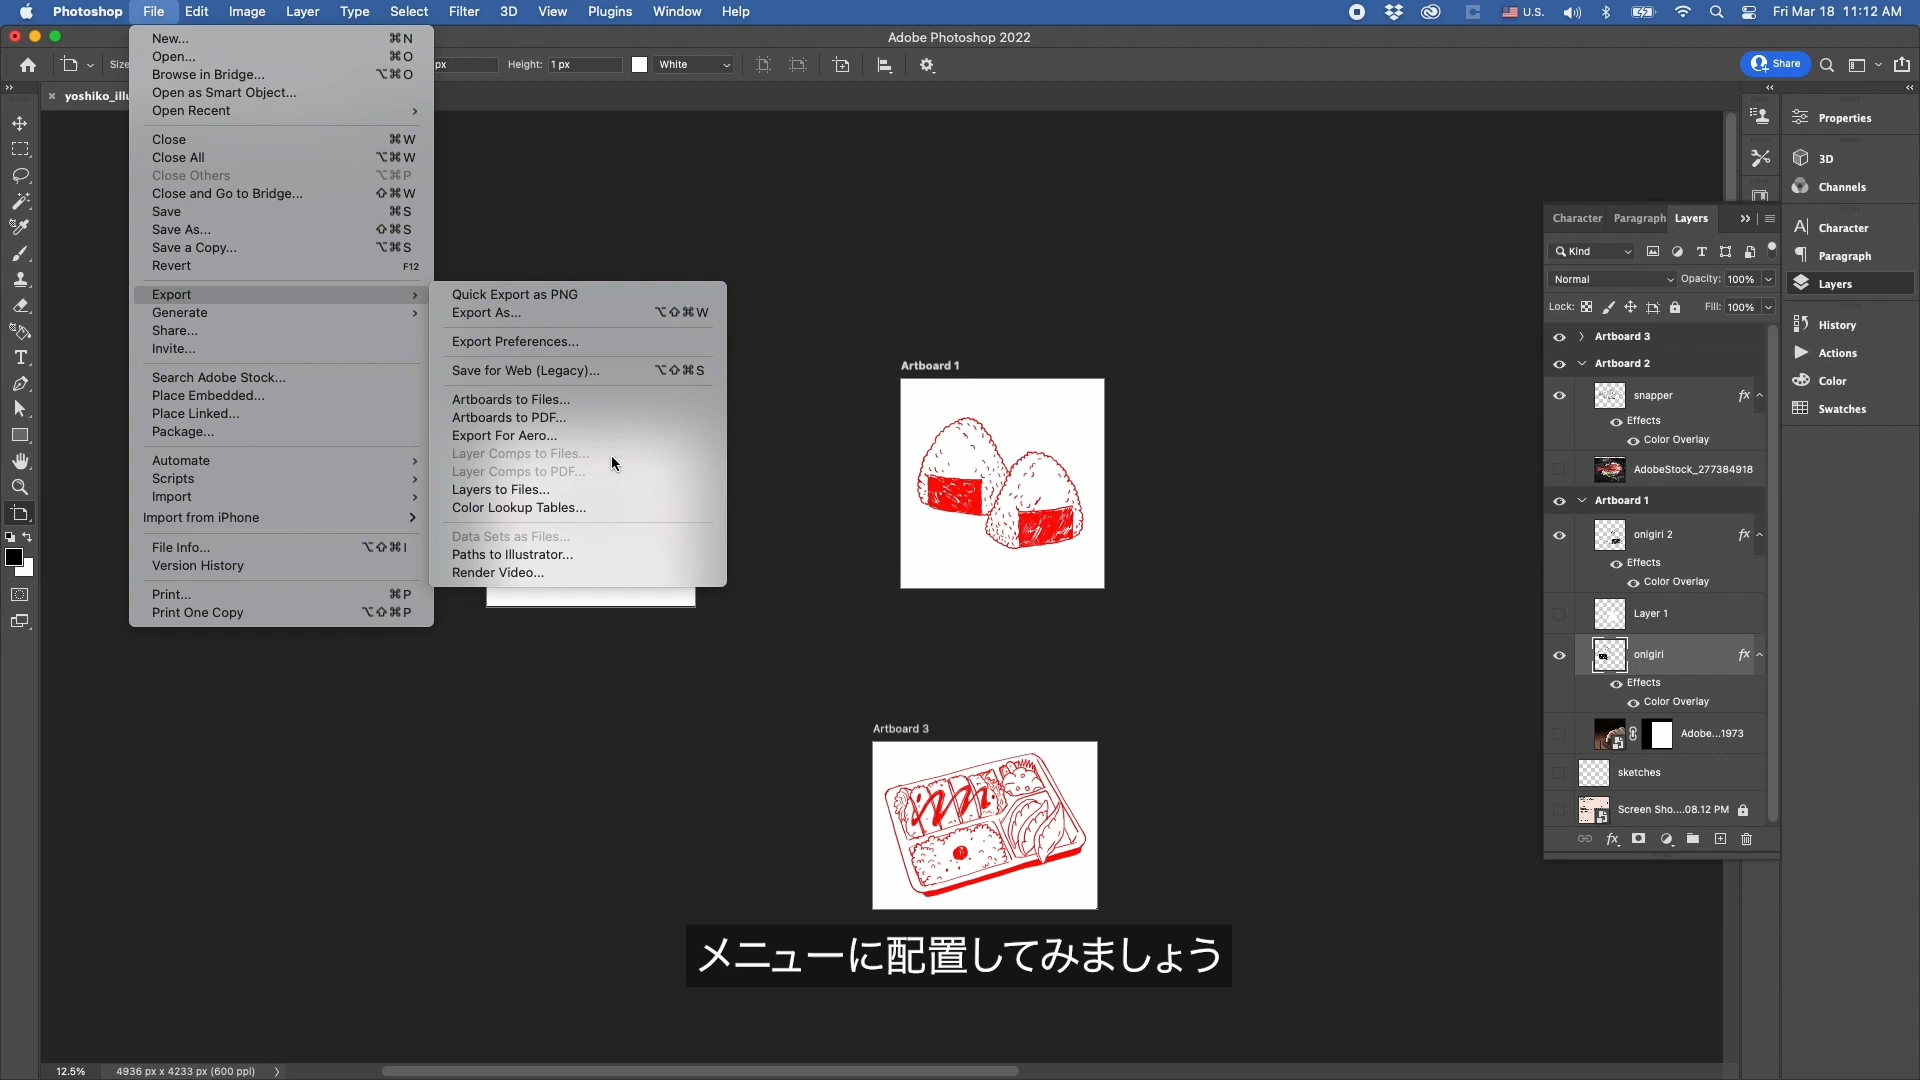 Photoshop File Edit Image Layer Type Select Filter 3D View Plugins Window Help
U.S. Fri Mar 18 11:12 AM
Adobe Photoshop 2022
px Height: 1 px White Share
New... ⌘N
Open... ⌘O
Browse in Bridge... ⌥⌘O
Open as Smart Object...
Open Recent
Close ⌘W
Close All ⌥⌘W
Close Others ⌥⌘P
Close and Go to Bridge... ⇧⌘W
Save ⌘S
Save As... ⇧⌘S
Save a Copy... ⌥⌘S
Revert F12
Export
Generate
Share...
Invite...
Search Adobe Stock...
Place Embedded...
Place Linked...
Package...
Automate
Scripts
Import
Import from iPhone
File Info... ⌥⇧⌘I
Version History
Print... ⌘P
Print One Copy ⌥⇧⌘P
Quick Export as PNG
Export As... ⌥⇧⌘W
Export Preferences...
Save for Web (Legacy)... ⌥⇧⌘S
Artboards to Files...
Artboards to PDF...
Export For Aero...
Layer Comps to Files...
Layer Comps to PDF...
Layers to Files...
Color Lookup Tables...
Data Sets as Files...
Paths to Illustrator...
Render Video...
Artboard 1
Artboard 3
メニューに配置してみましょう
Character Paragraph Layers
Kind
Normal Opacity: 100%
Lock: Fill: 100%
Artboard 3
Artboard 2
snapper fx
Effects
Color Overlay
AdobeStock_277384918
Artboard 1
onigiri 2 fx
Effects
Color Overlay
Layer 1
onigiri fx
Effects
Color Overlay
Adobe...1973
sketches
Screen Sho....08.12 PM
Properties
3D
Channels
Character
Paragraph
Layers
History
Actions
Color
Swatches
12.5% 4936 px x 4233 px (600 ppi)